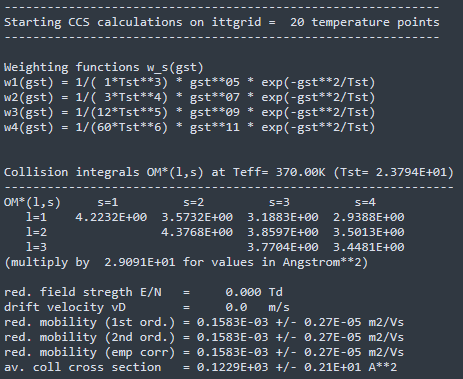 ------------------------------------------------------------
Starting CCS calculations on ittgrid =  20 temperature points
------------------------------------------------------------
Weighting functions w_s(gst)
w1(gst) = 1/( 1*Tst**3) * gst**05 * exp(-gst**2/Tst)
w2(gst) = 1/( 3*Tst**4) * gst**07 * exp(-gst**2/Tst)
w3(gst) = 1/(12*Tst**5) * gst**09 * exp(-gst**2/Tst)
w4(gst) = 1/(60*Tst**6) * gst**11 * exp(-gst**2/Tst)
Collision integrals OM*(l,s) at Teff= 370.00K (Tst= 2.3794E+01)
--------------------------------------------------------------
OM*(l,s)     s=1        s=2        s=3        s=4
l=1   4.2232E+00  3.5732E+00  3.1883E+00  2.9388E+00
l=2               4.3768E+00  3.8597E+00  3.5013E+00
l=3                           3.7704E+00  3.4481E+00
(multiply by  2.9091E+01 for values in Angstrom**2)
red. field stregth E/N   =     0.000 Td
drift velocity vD        =     0.0   m/s
red. mobility (1st ord.) = 0.1583E-03 +/- 0.27E-05 m2/Vs
red. mobility (2nd ord.) = 0.1583E-03 +/- 0.27E-05 m2/Vs
red. mobility (emp corr) = 0.1583E-03 +/- 0.27E-05 m2/Vs
av. coll cross section   = 0.1229E+03 +/- 0.21E+01 A**2